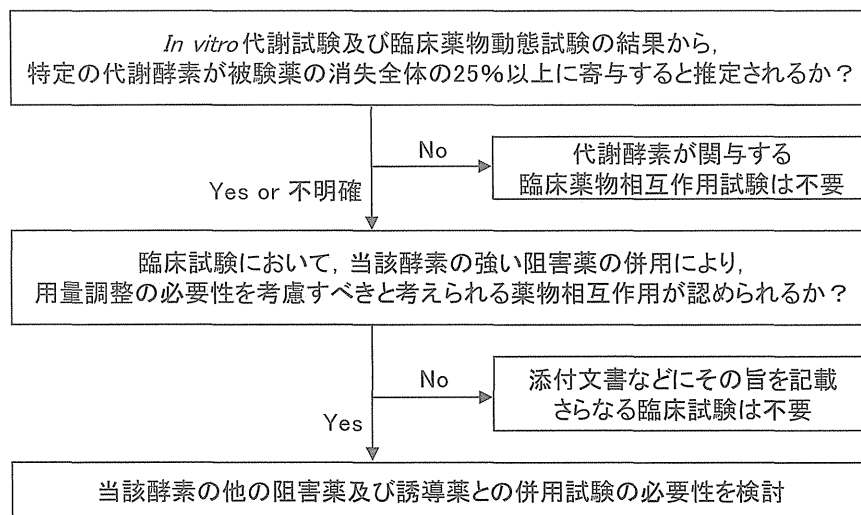 In vitro 代謝試験及び臨床薬物動態試験の結果から,
特定の代謝酵素が被験薬の消失全体の25%以上に寄与すると推定されるか？
No
代謝酵素が関与する
臨床薬物相互作用試験は不要
Yes or 不明確
臨床試験において, 当該酵素の強い阻害薬の併用により,
用量調整の必要性を考慮すべきと考えられる薬物相互作用が認められるか？
No
添付文書などにその旨を記載
さらなる臨床試験は不要
Yes
当該酵素の他の阻害薬及び誘導薬との併用試験の必要性を検討